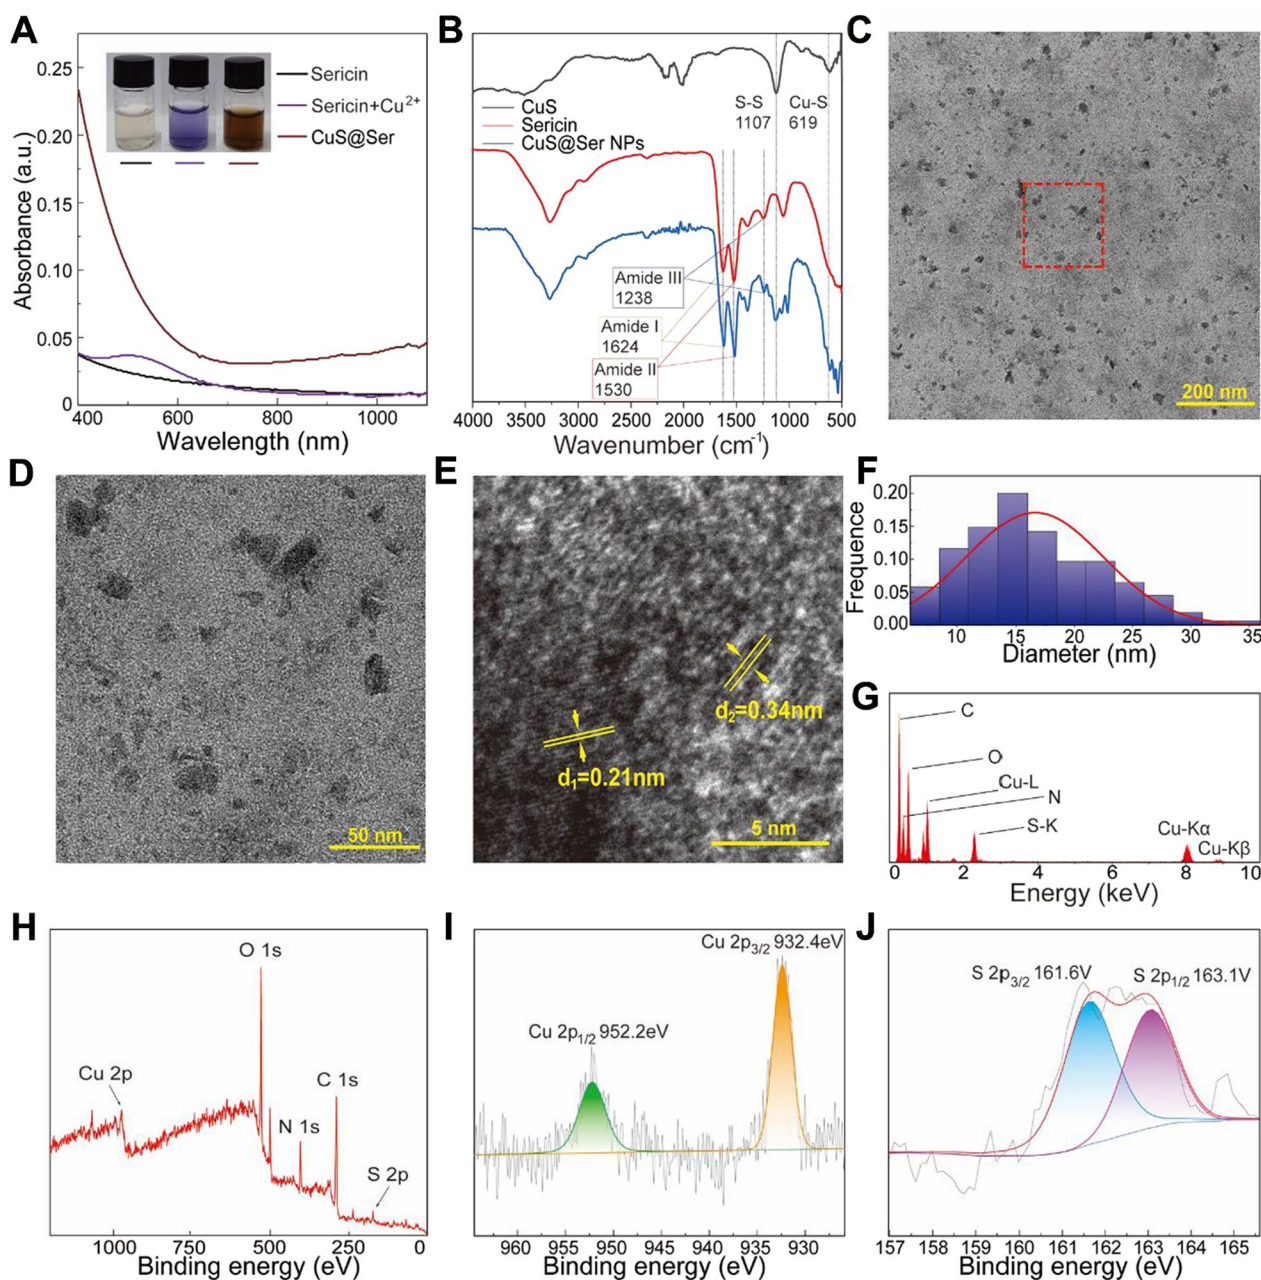 A
Absorbance (a.u.)
0.25
0.20
0.15
0.10
0.05
0
Sericin
Sericin+Cu²⁺
CuS@Ser
400
600
800
1000
Wavelength (nm)
B
CuS
Sericin
CuS@Ser NPs
S-S
1107
Cu-S
619
Amide III
1238
Amide I
1624
Amide II
1530
4000 3500 3000 2500 2000 1500 1000 500
Wavenumber (cm⁻¹)
C
200 nm
D
50 nm
E
d₂=0.34nm
d₁=0.21nm
5 nm
F
Frequence
0.20
0.15
0.10
0.05
0.00
10 15 20 25 30 35
Diameter (nm)
G
C
O
Cu-L
N
S-K
Cu-Kα
Cu-Kβ
0 2 4 6 8 10
Energy (keV)
H
O 1s
Cu 2p
C 1s
N 1s
S 2p
1000 750 500 250 0
Binding energy (eV)
I
Cu 2p₃/₂ 932.4eV
Cu 2p₁/₂ 952.2eV
960 955 950 945 940 935 930
Binding energy (eV)
J
S 2p₃/₂ 161.6V
S 2p₁/₂ 163.1V
157 158 159 160 161 162 163 164 165
Binding energy (eV)